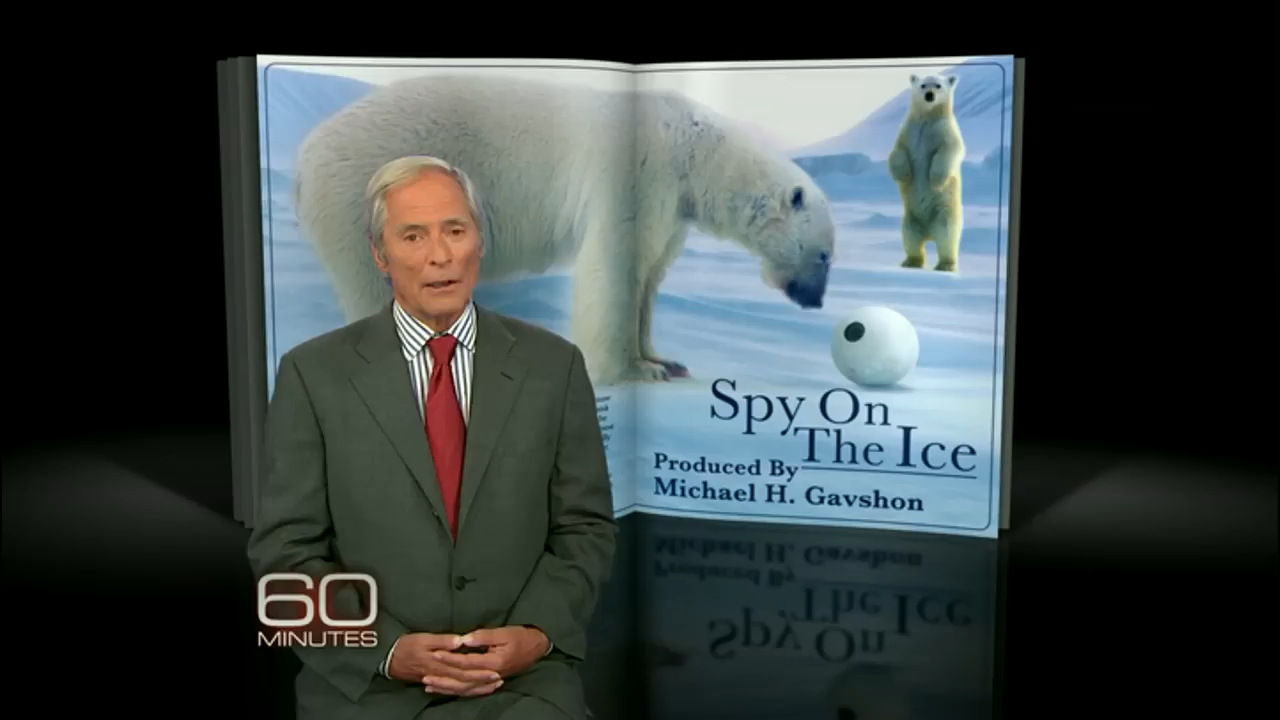 Spy On
The Ice
Produced By
Michael H. Gavshon
60
MINUTES